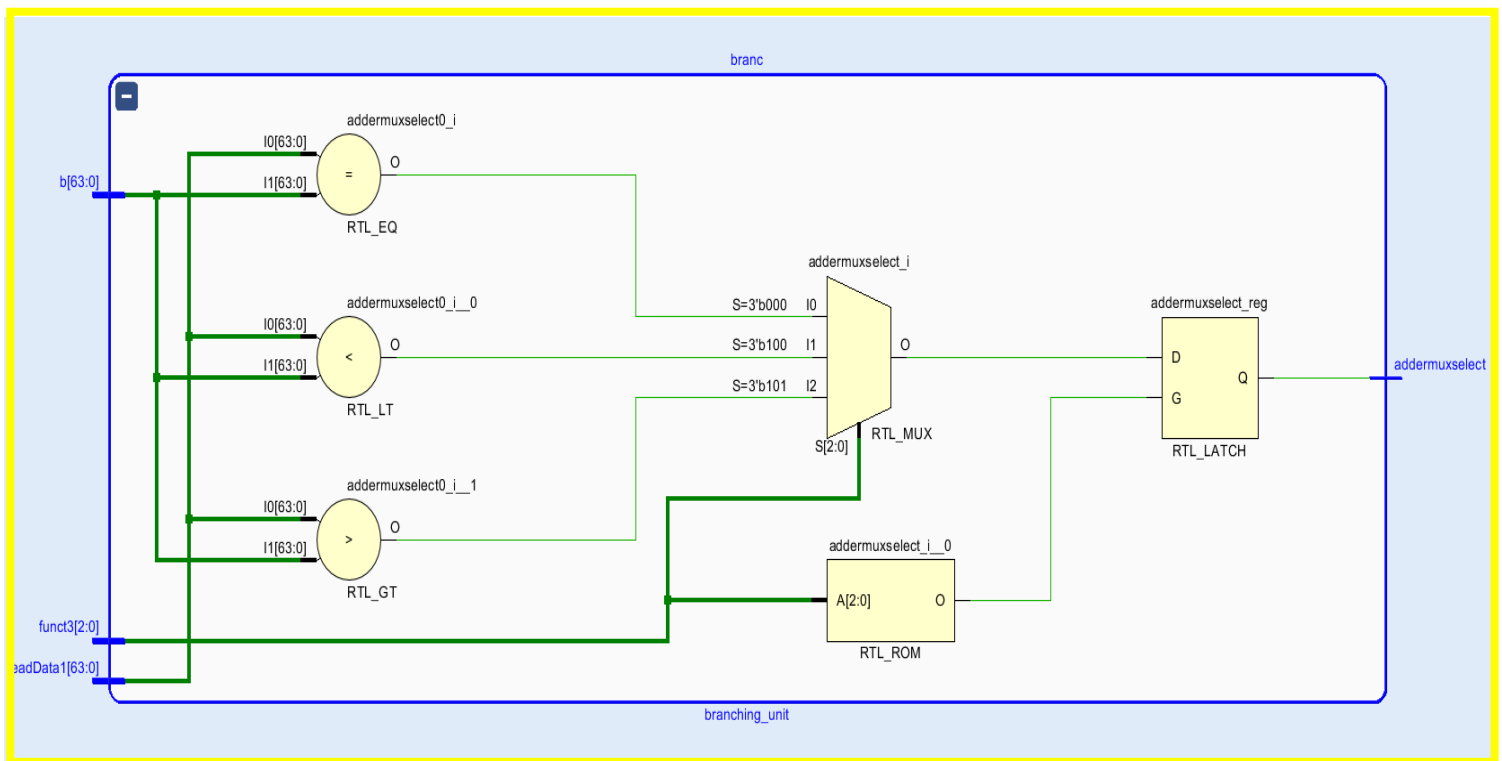 branc
−
addermuxselect0_i
I0[63:0]
O
b[63:0]
I1[63:0]
=
RTL_EQ
addermuxselect_i
addermuxselect0_i__0
S=3'b000 I0
addermuxselect_reg
I0[63:0]
O
S=3'b100 I1
O
<
D
I1[63:0]
addermuxselect
Q
S=3'b101 I2
G
RTL_LT
RTL_MUX
S[2:0]
RTL_LATCH
addermuxselect0_i__1
I0[63:0]
O
>
I1[63:0]
addermuxselect_i__0
RTL_GT
A[2:0] O
funct3[2:0]
RTL_ROM
eadData1[63:0]
branching_unit